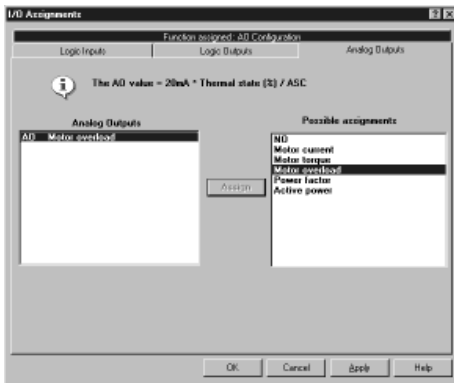 I/O Assignments
Function assigned: AO Configuration
Logic Inputs
Logic Outputs
Analog Outputs
The AO value = 20mA * Thermal state (%) / ASC
Analog Outputs
AO Motor overload
Assign
Possible assignments
NO
Motor current
Motor torque
Motor overload
Power factor
Active power
OK
Cancel
Apply
Help